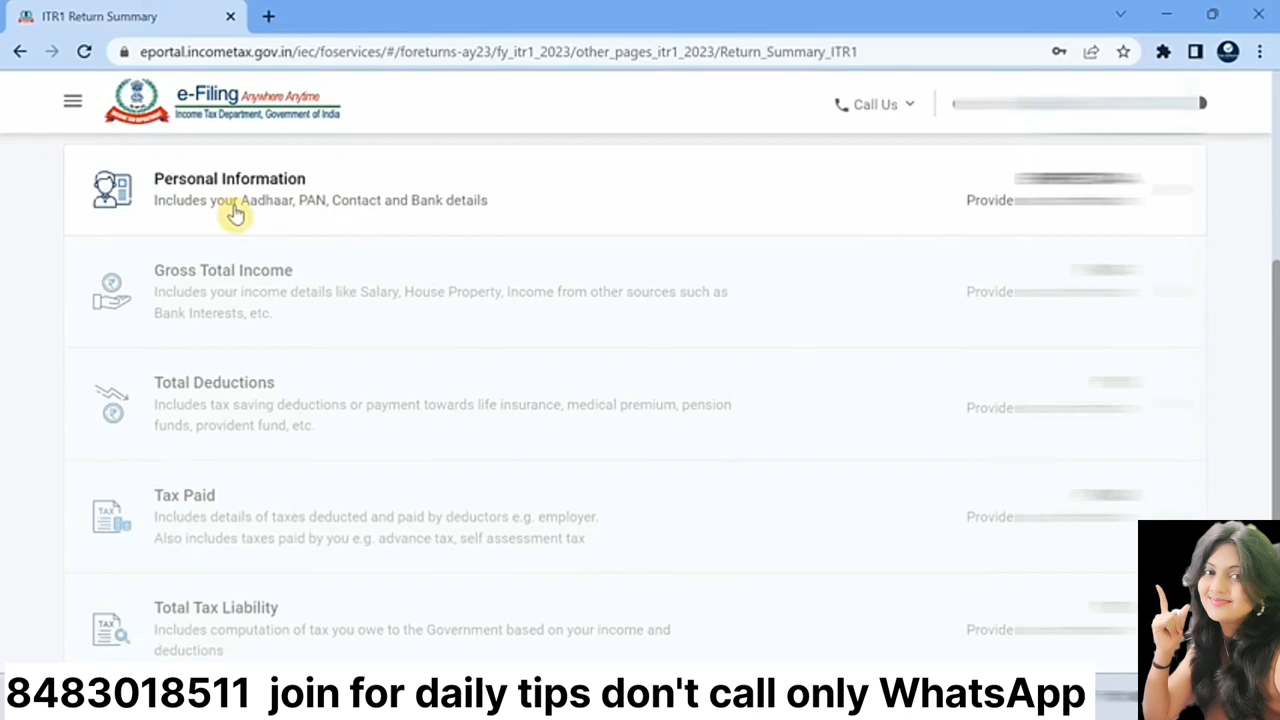 ITR1 Return Summary
eportal.incometax.gov.in/iec/foservices/#/foreturns-ay23/fy_itr1_2023/other_pages_itr1_2023/Return_Summary_ITR1
e-Filing Anywhere Anytime
Income Tax Department, Government of India
Call Us
Personal Information
Includes your Aadhaar, PAN, Contact and Bank details
Provide
Gross Total Income
Includes your income details like Salary, House Property, Income from other sources such as
Bank Interests, etc.
Provide
Total Deductions
Includes tax saving deductions or payment towards life insurance, medical premium, pension
funds, provident fund, etc.
Provide
Tax Paid
Includes details of taxes deducted and paid by deductors e.g. employer.
Also includes taxes paid by you e.g. advance tax, self assessment tax
Provide
TAX
Total Tax Liability
Includes computation of tax you owe to the Government based on your income and
deductions
Provide
TAX
8483018511 join for daily tips don't call only WhatsApp